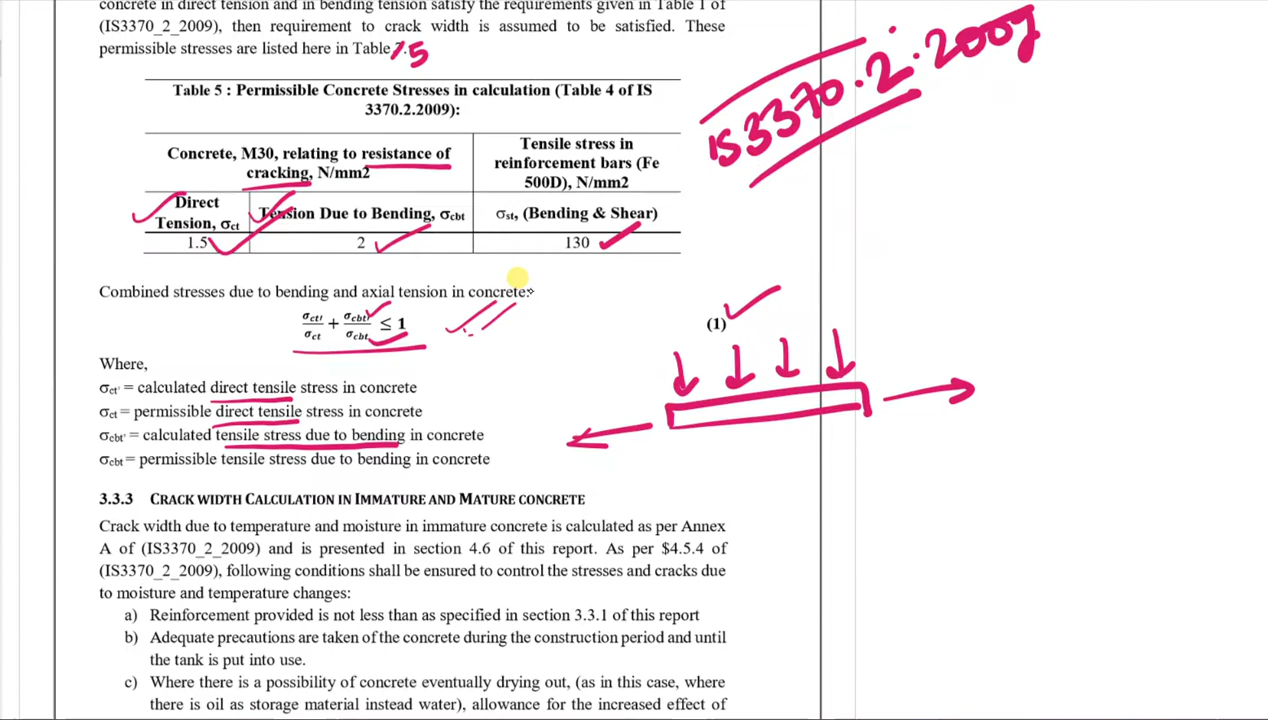 concrete in direct tension and in bending tension satisfy the requirements given in Table 1 of
(IS3370_2_2009), then requirement to crack width is assumed to be satisfied. These
permissible stresses are listed here in Table 5
IS3370.2.2009
Table 5 : Permissible Concrete Stresses in calculation (Table 4 of IS
3370.2.2009):
Concrete, M30, relating to resistance of
cracking, N/mm2
Tensile stress in
reinforcement bars (Fe
500D), N/mm2
Direct
Tension, σct
Tension Due to Bending, σcbt
σst, (Bending & Shear)
1.5 2 130
Combined stresses due to bending and axial tension in concrete:
σct'/σct + σcbt'/σcbt ≤ 1 (1)
Where,
σct' = calculated direct tensile stress in concrete
σct = permissible direct tensile stress in concrete
σcbt' = calculated tensile stress due to bending in concrete
σcbt = permissible tensile stress due to bending in concrete
3.3.3 CRACK WIDTH CALCULATION IN IMMATURE AND MATURE CONCRETE
Crack width due to temperature and moisture in immature concrete is calculated as per Annex
A of (IS3370_2_2009) and is presented in section 4.6 of this report. As per $4.5.4 of
(IS3370_2_2009), following conditions shall be ensured to control the stresses and cracks due
to moisture and temperature changes:
a) Reinforcement provided is not less than as specified in section 3.3.1 of this report
b) Adequate precautions are taken of the concrete during the construction period and until
the tank is put into use.
c) Where there is a possibility of concrete eventually drying out, (as in this case, where
there is oil as storage material instead water), allowance for the increased effect of